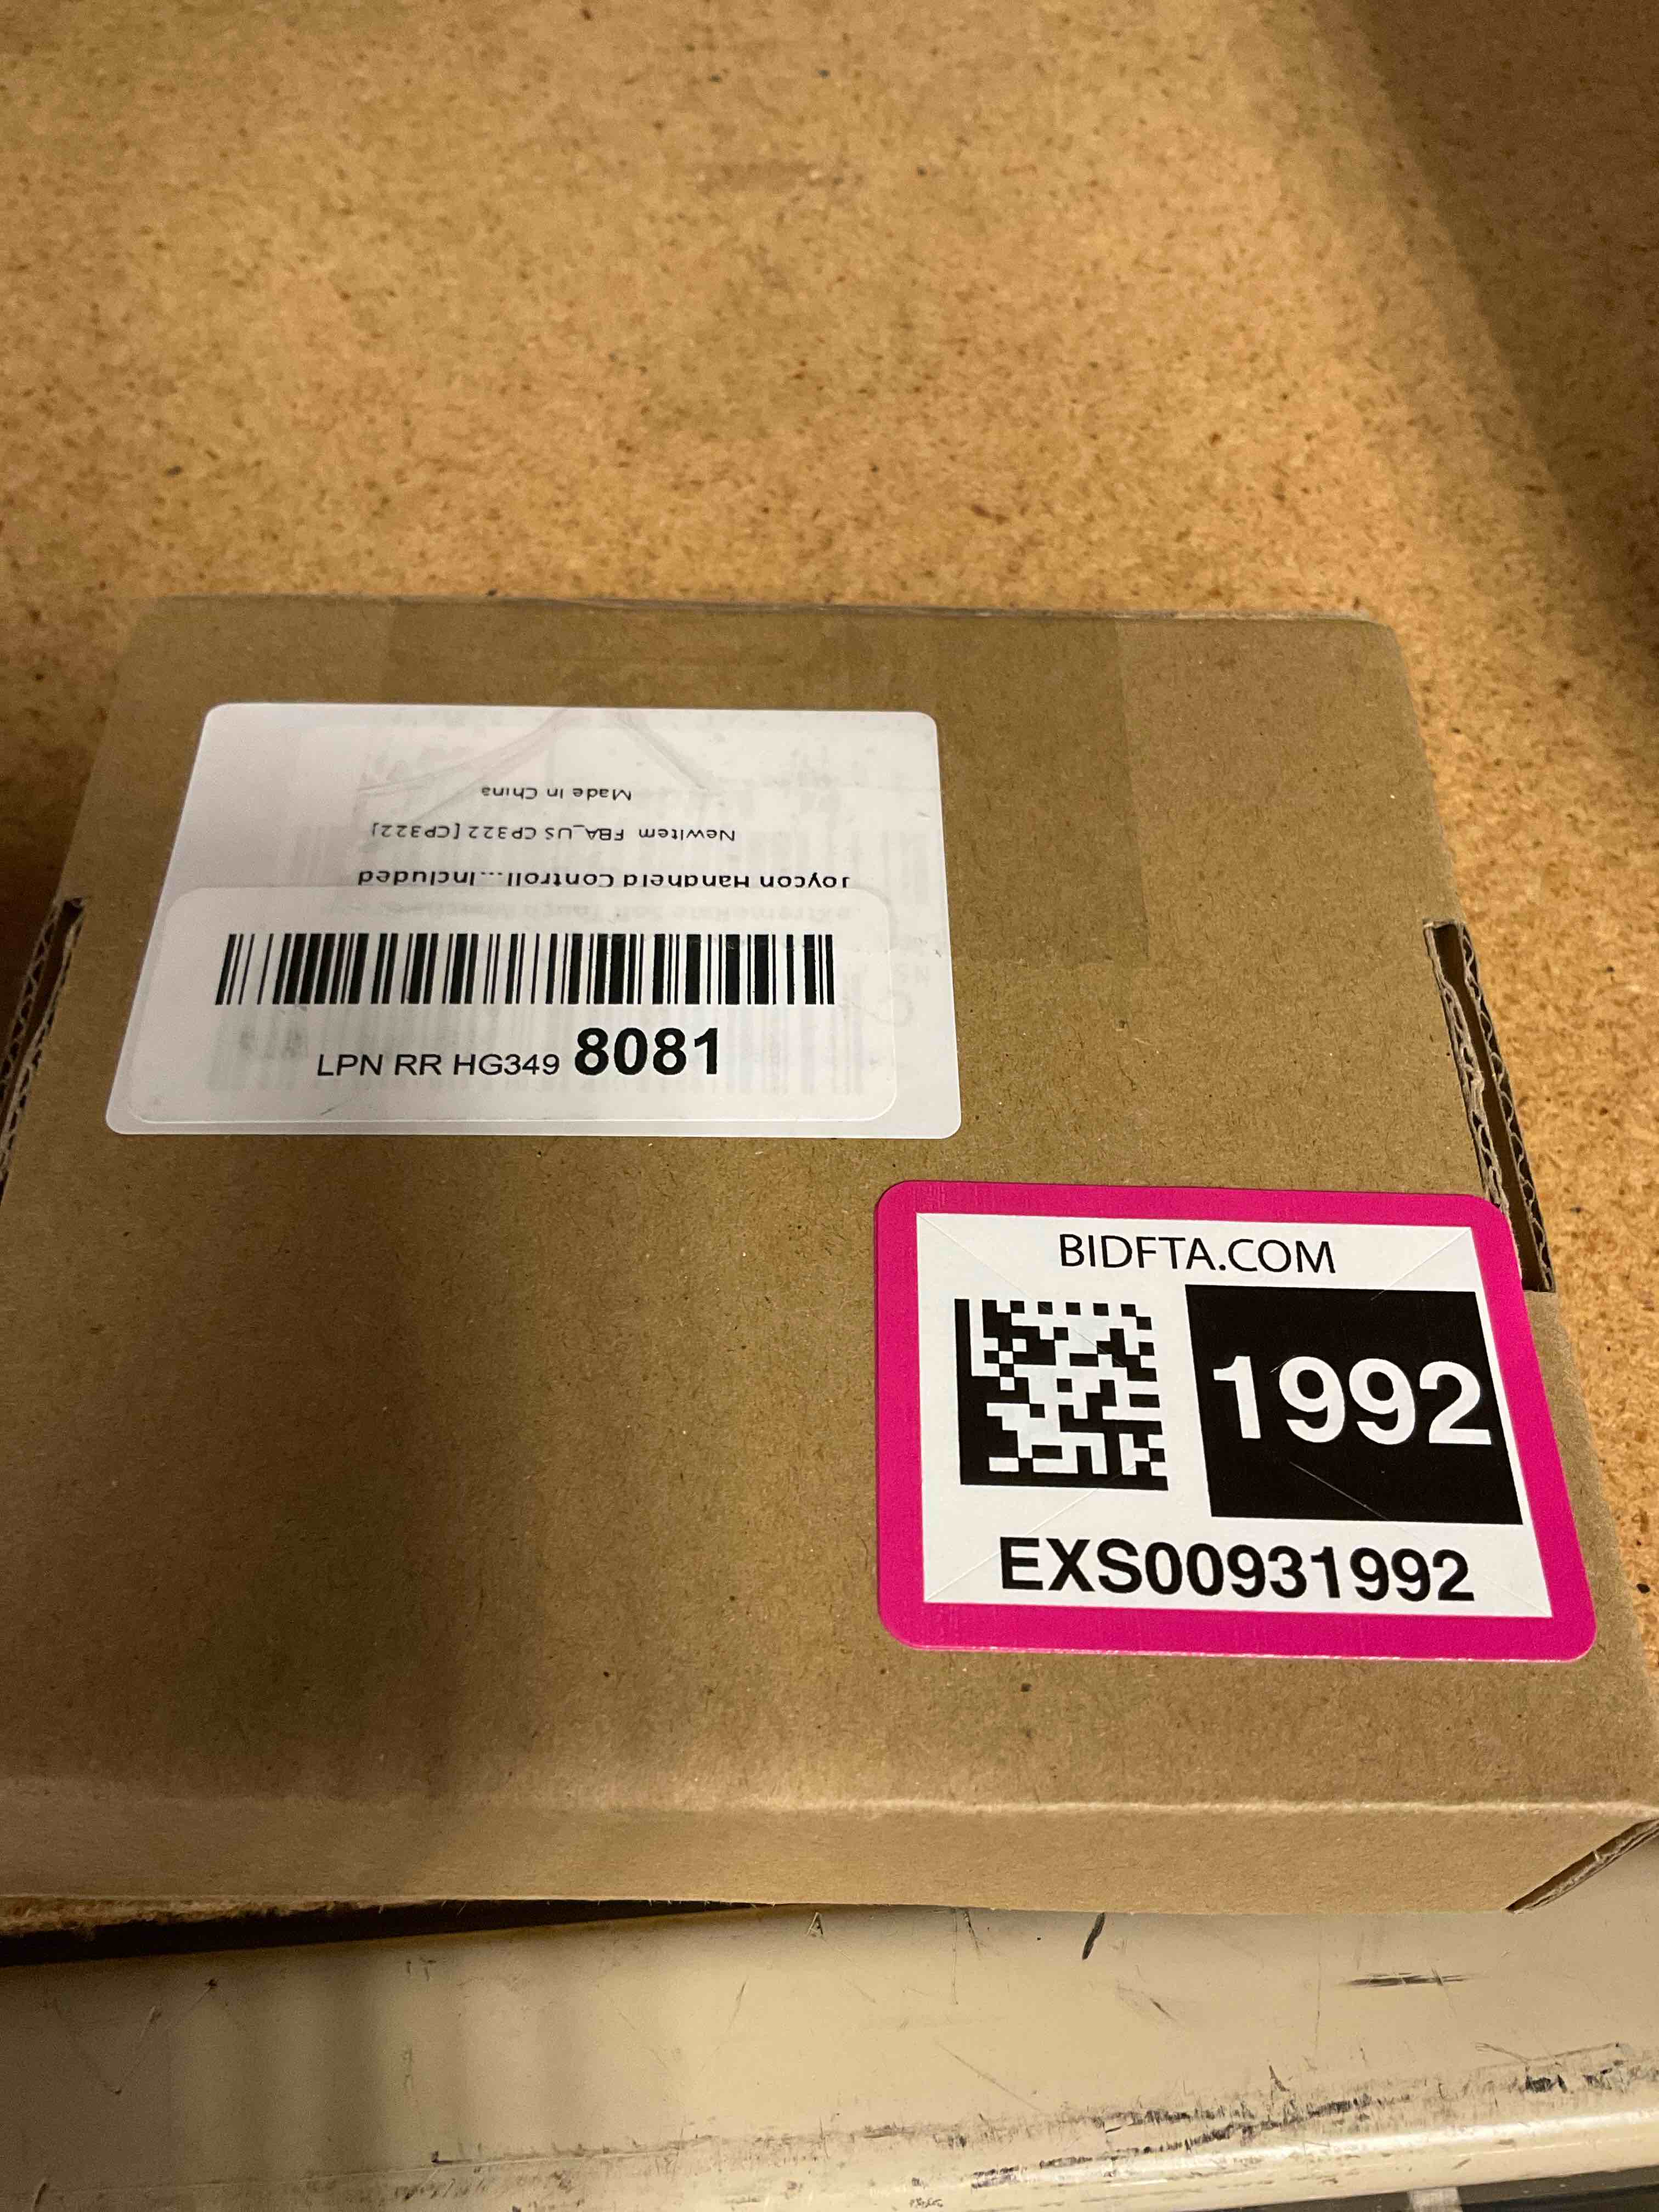 Made in China
NewItem FBA_US CP322 [CP322]
Joycon Handheld Controll...Included
LPN RR HG349 8081
BIDFTA.COM
1992
EXS00931992